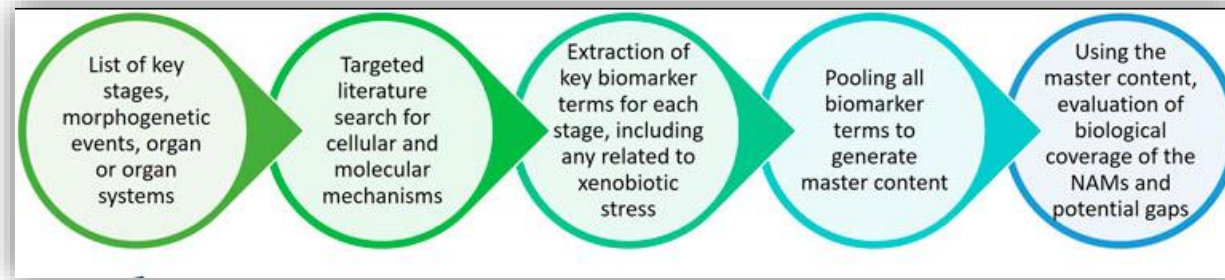 List of key
stages,
morphogenetic
events, organ
or organ
systems
Targeted
literature
search for
cellular and
molecular
mechanisms
Extraction of
key biomarker
terms for each
stage, including
any related to
xenobiotic
stress
Pooling all
biomarker
terms to
generate
master content
Using the
master content,
evaluation of
biological
coverage of the
NAMs and
potential gaps